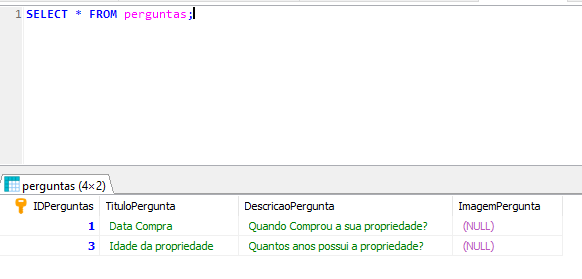 1 SELECT * FROM perguntas;
perguntas (4×2)
IDPerguntas TituloPergunta DescricaoPergunta ImagemPergunta
1 Data Compra Quando Comprou a sua propriedade? (NULL)
3 Idade da propriedade Quantos anos possui a propriedade? (NULL)